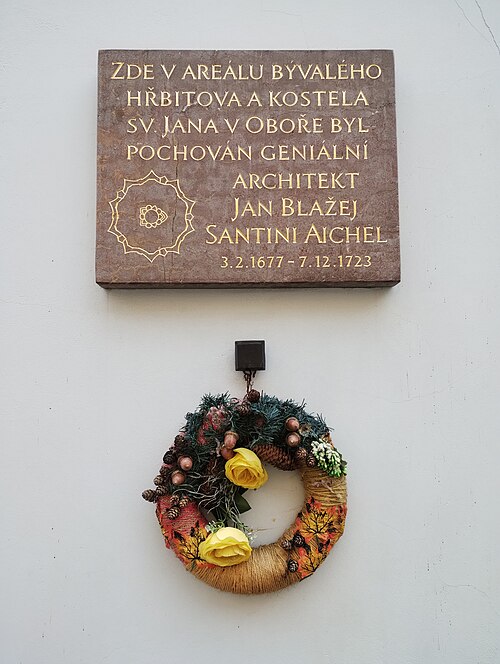 ZDE V AREÁLU BÝVALÉHO
HŘBITOVA A KOSTELA
SV. JANA V OBOŘE BYL
POCHOVÁN GENIÁLNÍ
ARCHITEKT
JAN BLAŽEJ
SANTINI AICHEL
3.2.1677 - 7.12.1723